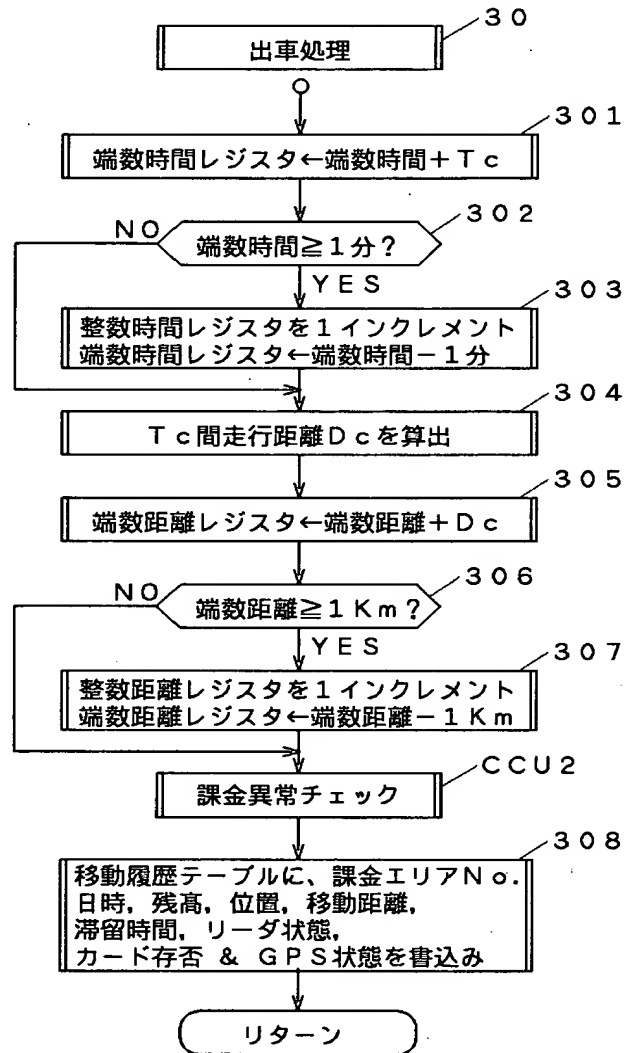 30
出車処理
301
端数時間レジスタ←端数時間+Tc
302
NO
端数時間≧1分?
YES
303
整数時間レジスタを1インクレメント
端数時間レジスタ←端数時間-1分
304
Tc間走行距離Dcを算出
305
端数距離レジスタ←端数距離+Dc
306
NO
端数距離≧1Km?
YES
307
整数距離レジスタを1インクレメント
端数距離レジスタ←端数距離-1Km
CCU2
課金異常チェック
308
移動履歴テーブルに、課金エリアNo.
日時,残高,位置,移動距離,
滞留時間,リーダ状態,
カード存否 & GPS状態を書込み
リターン